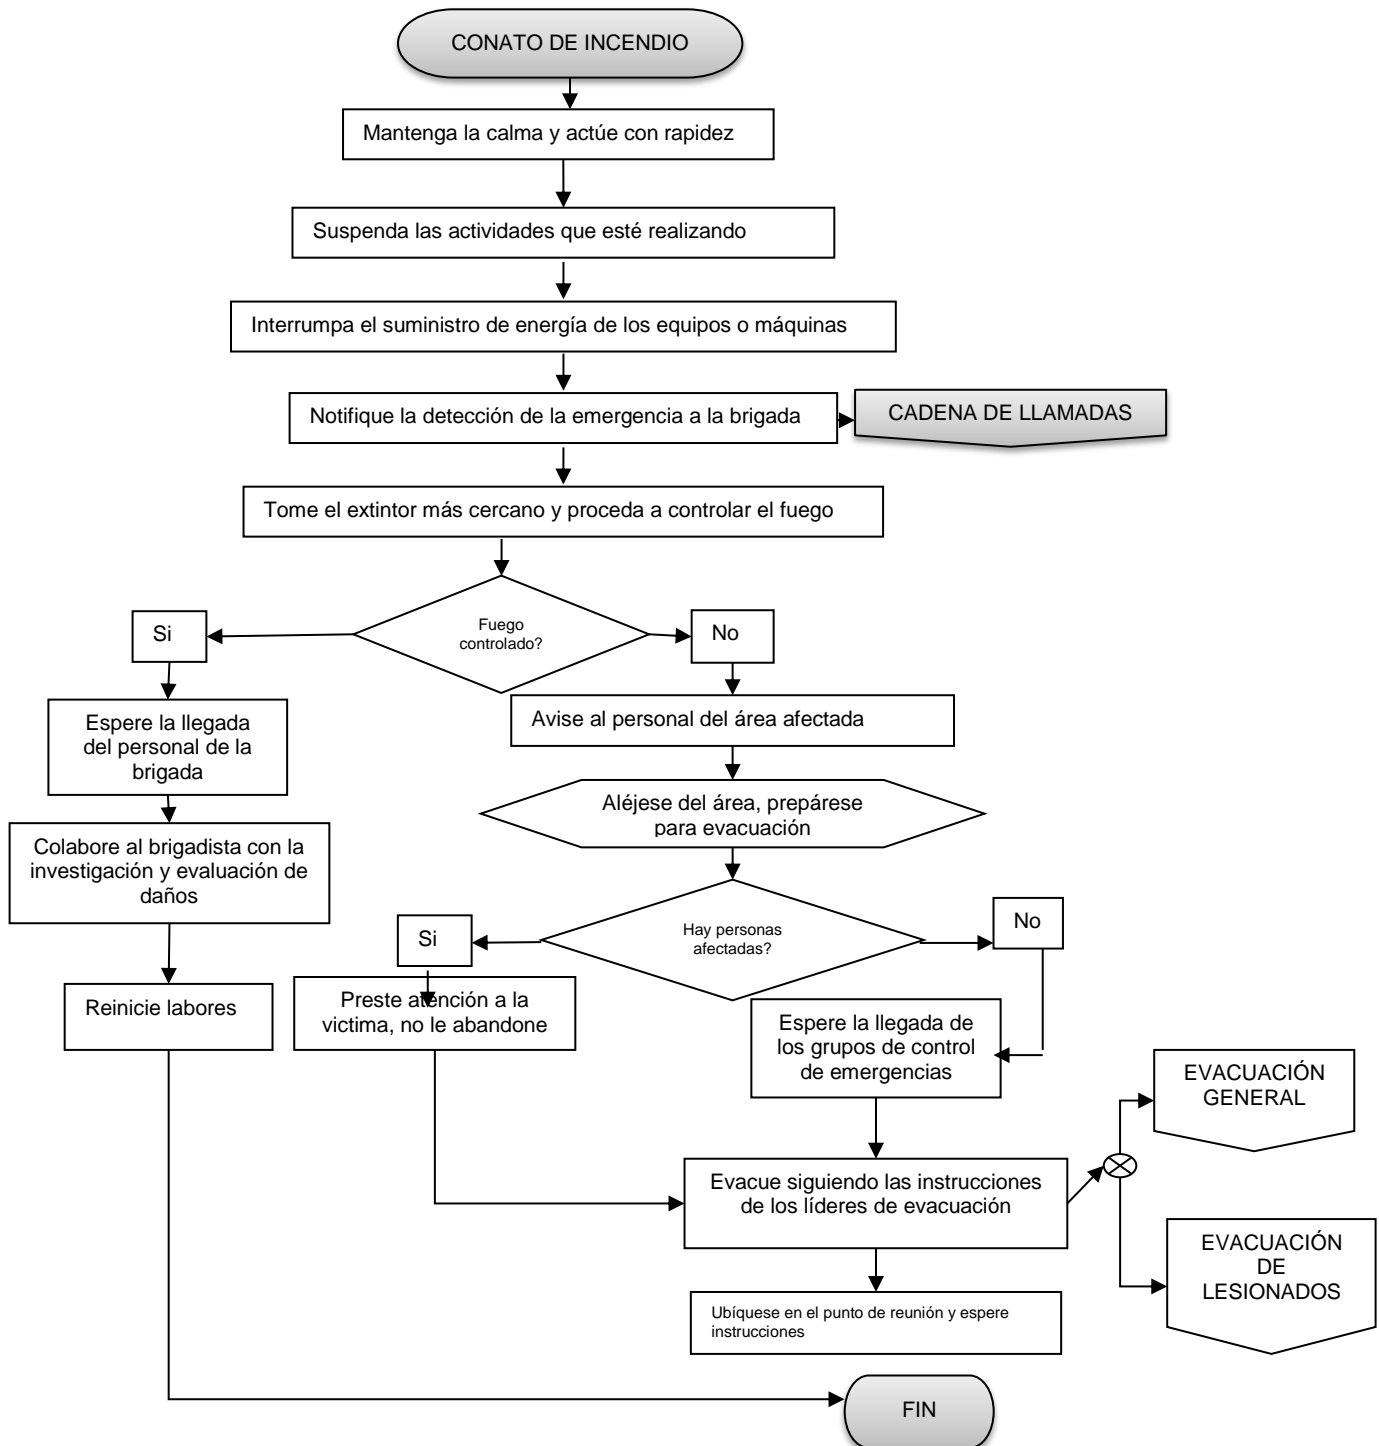 CONATO DE INCENDIO
Mantenga la calma y actúe con rapidez
Suspenda las actividades que esté realizando
Interrumpa el suministro de energía de los equipos o máquinas
Notifique la detección de la emergencia a la brigada
CADENA DE LLAMADAS
Tome el extintor más cercano y proceda a controlar el fuego
Fuego
controlado?
Si
No
Espere la llegada
del personal de la
brigada
Avise al personal del área afectada
Aléjese del área, prepárese
para evacuación
Colabore al brigadista con la
investigación y evaluación de
daños
Hay personas
afectadas?
Si
No
Reinicie labores
Preste atención a la
victima, no le abandone
Espere la llegada de
los grupos de control
de emergencias
EVACUACIÓN
GENERAL
Evacue siguiendo las instrucciones
de los líderes de evacuación
EVACUACIÓN
DE
LESIONADOS
Ubíquese en el punto de reunión y espere
instrucciones
FIN